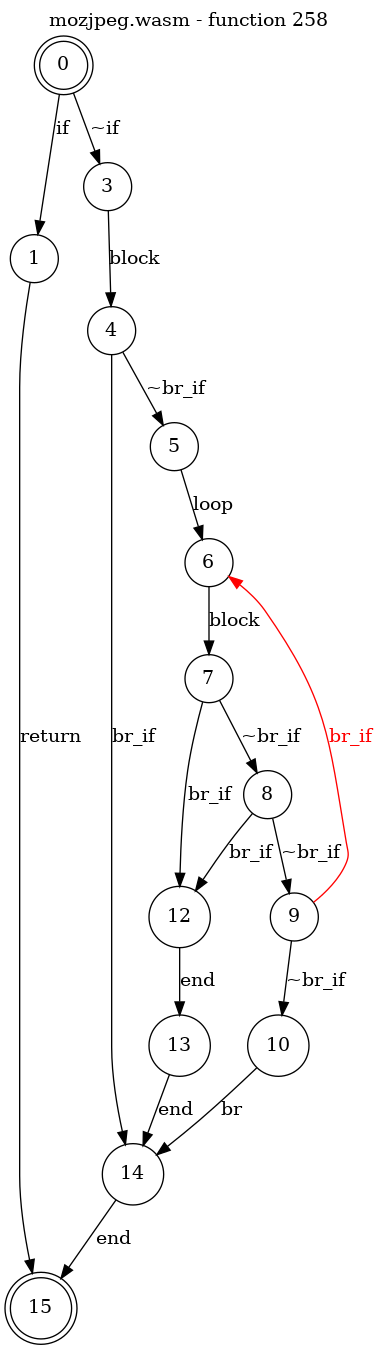 mozjpeg.wasm - function 258
0
if
~if
3
1
block
4
~br_if
5
loop
6
block
7
return
br_if
br_if
~br_if
br_if
8
br_if
~br_if
12
9
end
~br_if
13
10
end
br
14
end
15